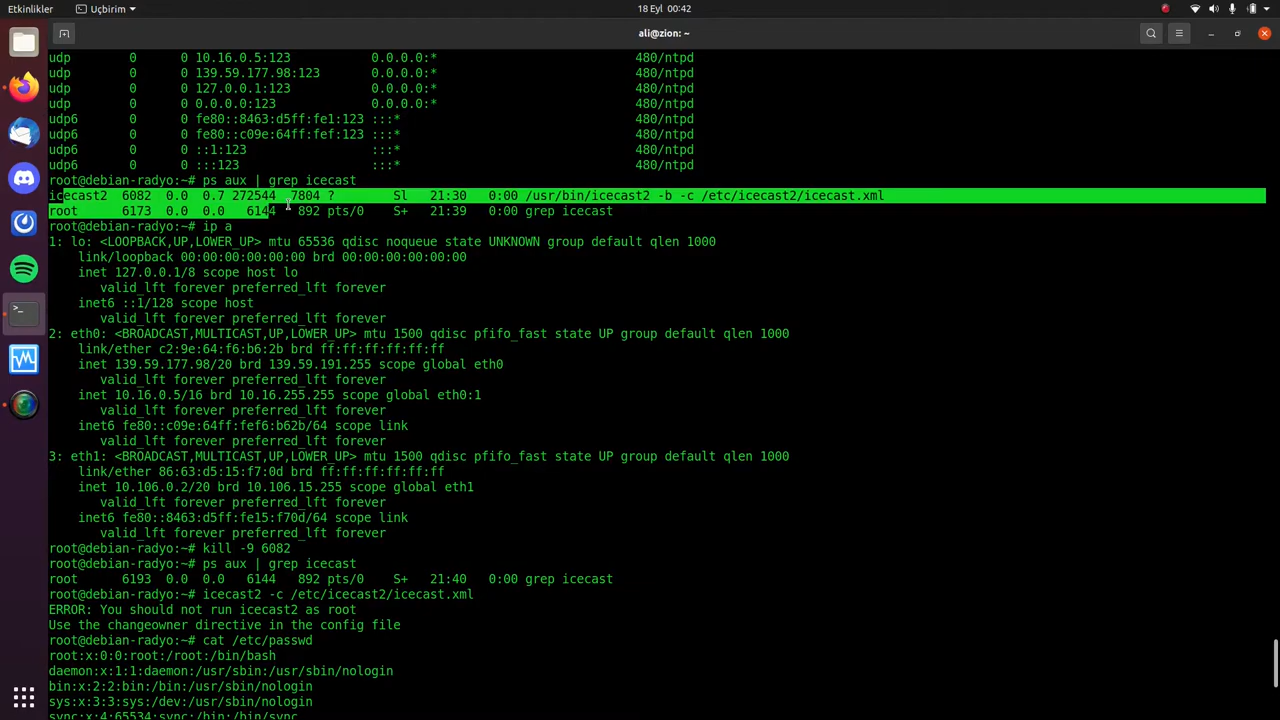 Etkinlikler
Uçbirim
18 Eyl 00:42
ali@zion: ~
udp 0 0 10.16.0.5:123 0.0.0.0:* 480/ntpd
udp 0 0 139.59.177.98:123 0.0.0.0:* 480/ntpd
udp 0 0 127.0.0.1:123 0.0.0.0:* 480/ntpd
udp 0 0 0.0.0.0:123 0.0.0.0:* 480/ntpd
udp6 0 0 fe80::8463:d5ff:fe1:123 :::* 480/ntpd
udp6 0 0 fe80::c09e:64ff:fef:123 :::* 480/ntpd
udp6 0 0 ::1:123 :::* 480/ntpd
udp6 0 0 :::123 :::* 480/ntpd
root@debian-radyo:~# ps aux | grep icecast
icecast2 6082 0.0 0.7 272544 7804 ? Sl 21:30 0:00 /usr/bin/icecast2 -b -c /etc/icecast2/icecast.xml
root 6173 0.0 0.0 6144 892 pts/0 S+ 21:39 0:00 grep icecast
root@debian-radyo:~# ip a
1: lo: <LOOPBACK,UP,LOWER_UP> mtu 65536 qdisc noqueue state UNKNOWN group default qlen 1000
link/loopback 00:00:00:00:00:00 brd 00:00:00:00:00:00
inet 127.0.0.1/8 scope host lo
valid_lft forever preferred_lft forever
inet6 ::1/128 scope host
valid_lft forever preferred_lft forever
2: eth0: <BROADCAST,MULTICAST,UP,LOWER_UP> mtu 1500 qdisc pfifo_fast state UP group default qlen 1000
link/ether c2:9e:64:f6:b6:2b brd ff:ff:ff:ff:ff:ff
inet 139.59.177.98/20 brd 139.59.191.255 scope global eth0
valid_lft forever preferred_lft forever
inet 10.16.0.5/16 brd 10.16.255.255 scope global eth0:1
valid_lft forever preferred_lft forever
inet6 fe80::c09e:64ff:fef6:b62b/64 scope link
valid_lft forever preferred_lft forever
3: eth1: <BROADCAST,MULTICAST,UP,LOWER_UP> mtu 1500 qdisc pfifo_fast state UP group default qlen 1000
link/ether 86:63:d5:15:f7:0d brd ff:ff:ff:ff:ff:ff
inet 10.106.0.2/20 brd 10.106.15.255 scope global eth1
valid_lft forever preferred_lft forever
inet6 fe80::8463:d5ff:fe15:f70d/64 scope link
valid_lft forever preferred_lft forever
root@debian-radyo:~# kill -9 6082
root@debian-radyo:~# ps aux | grep icecast
root 6193 0.0 0.0 6144 892 pts/0 S+ 21:40 0:00 grep icecast
root@debian-radyo:~# icecast2 -c /etc/icecast2/icecast.xml
ERROR: You should not run icecast2 as root
Use the changeowner directive in the config file
root@debian-radyo:~# cat /etc/passwd
root:x:0:0:root:/root:/bin/bash
daemon:x:1:1:daemon:/usr/sbin:/usr/sbin/nologin
bin:x:2:2:bin:/bin:/usr/sbin/nologin
sys:x:3:3:sys:/dev:/usr/sbin/nologin
sync:x:4:65534:sync:/bin:/bin/sync